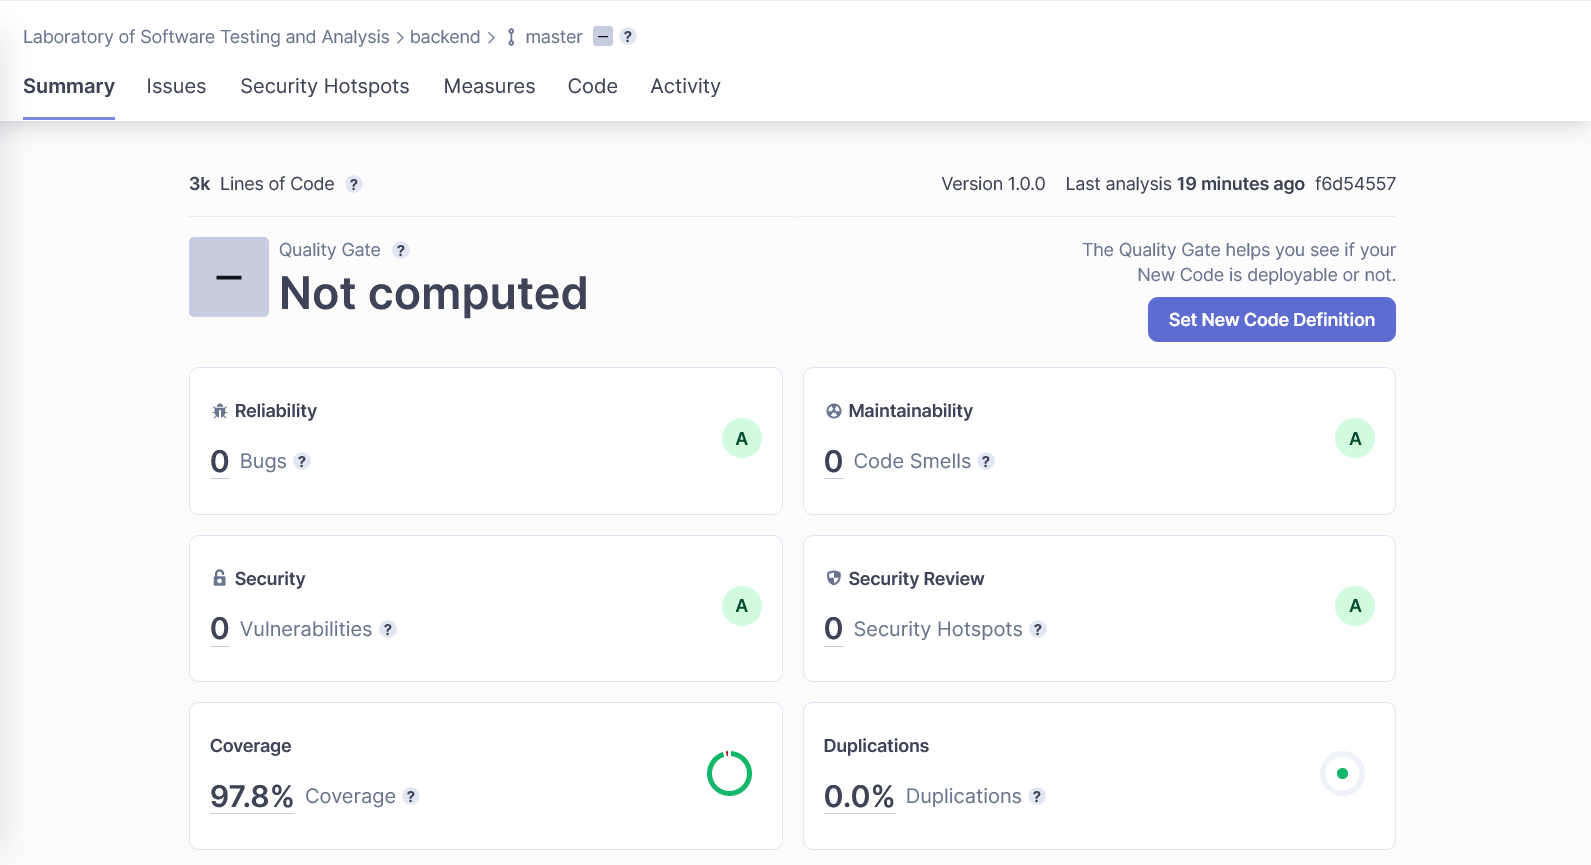 Laboratory of Software Testing and Analysis > backend > master – ?
Summary Issues Security Hotspots Measures Code Activity
3k Lines of Code ? Version 1.0.0 Last analysis 19 minutes ago f6d54557
Quality Gate ?
Not computed
The Quality Gate helps you see if your
New Code is deployable or not.
Set New Code Definition
Reliability
0 Bugs ?
A
Maintainability
0 Code Smells ?
A
Security
0 Vulnerabilities ?
A
Security Review
0 Security Hotspots ?
A
Coverage
97.8% Coverage ?
Duplications
0.0% Duplications ?